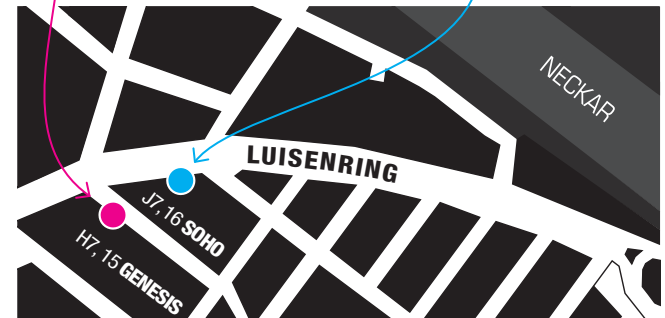 NECKAR
LUISENRING
J7, 16 SOHO
H7, 15 GENESIS